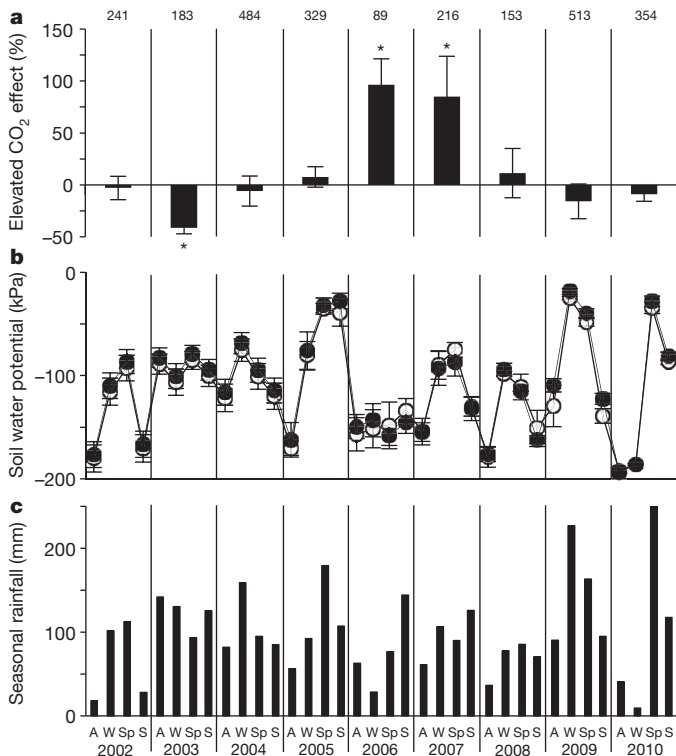 a 241 183 484 329 89 216 153 513 354
Elevated CO2 effect (%)
150
100
50
0
−50
* * *
b
Soil water potential (kPa)
0
−100
−200
c
Seasonal rainfall (mm)
200
100
0
A W Sp S A W Sp S A W Sp S A W Sp S A W Sp S A W Sp S A W Sp S A W Sp S A W Sp S
2002 2003 2004 2005 2006 2007 2008 2009 2010